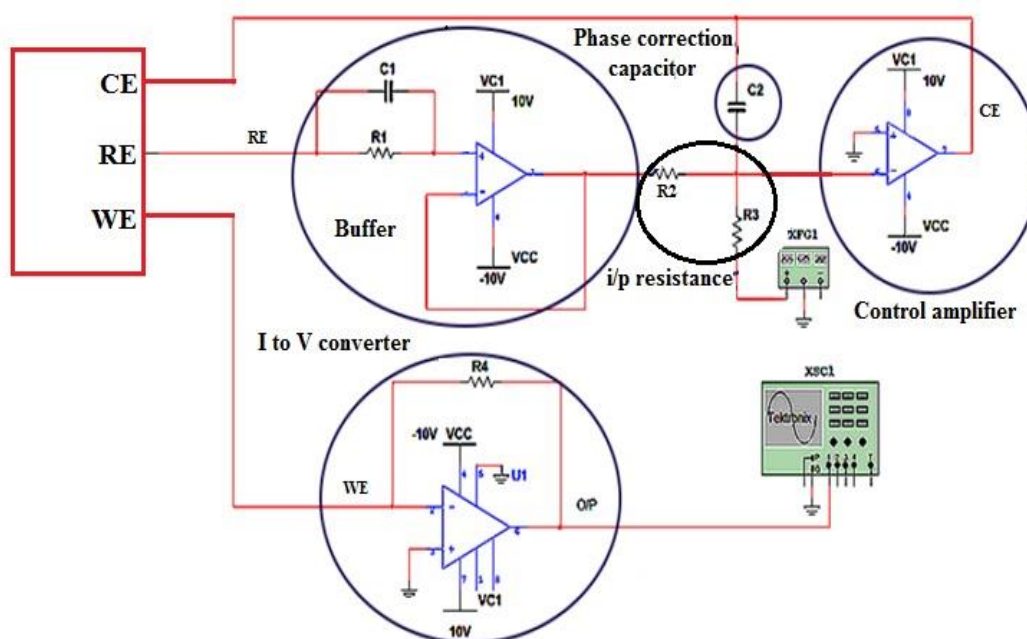 CE
RE
WE
RE
C1
R1
VC1
10V
Buffer
VCC
-10V
Phase correction
capacitor
C2
R2
R3
i/p resistance
XFG1
VC1
10V
CE
VCC
-10V
Control amplifier
I to V converter
R4
-10V VCC
WE
U1
O/P
VC1
10V
XSC1
Tektronix